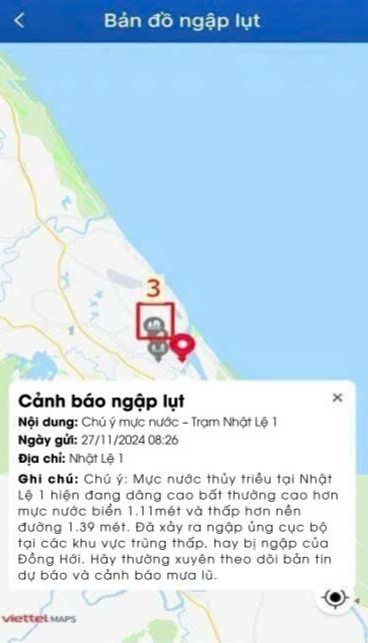 Bản đồ ngập lụt
3
Cảnh báo ngập lụt
Nội dung: Chú ý mực nước – Trạm Nhật Lệ 1
Ngày gửi: 27/11/2024 08:26
Địa chỉ: Nhật Lệ 1
Ghi chú: Chú ý: Mực nước thủy triều tại Nhật
Lệ 1 hiện đang dâng cao bất thường cao hơn
mực nước biển 1.11mét và thấp hơn nền
đường 1.39 mét. Đã xảy ra ngập úng cục bộ
tại các khu vực trũng thấp, hay bị ngập của
Đồng Hới. Hãy thường xuyên theo dõi bản tin
dự báo và cảnh báo mưa lũ.
viettel MAPS